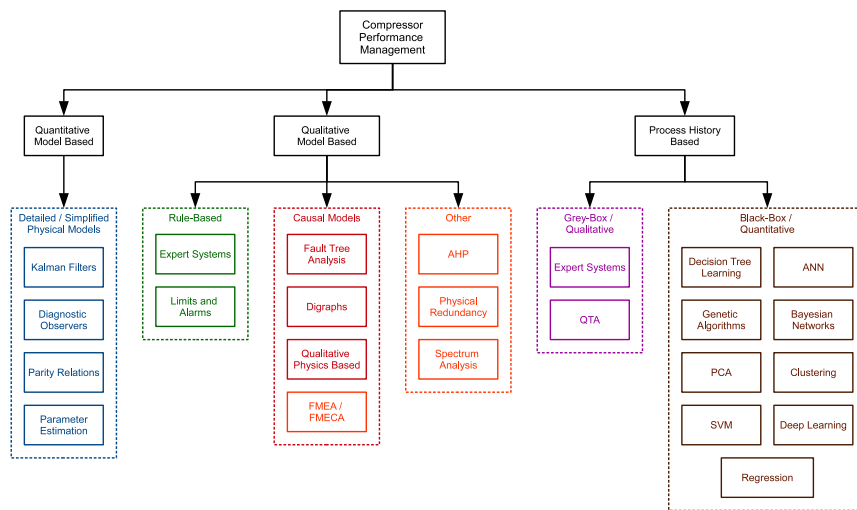 Compressor
Performance
Management
Quantitative
Model Based
Qualitative
Model Based
Process History
Based
Detailed / Simplified
Physical Models
Kalman Filters
Diagnostic
Observers
Parity Relations
Parameter
Estimation
Rule-Based
Expert Systems
Limits and
Alarms
Causal Models
Fault Tree
Analysis
Digraphs
Qualitative
Physics Based
FMEA /
FMECA
Other
AHP
Physical
Redundancy
Spectrum
Analysis
Grey-Box /
Qualitative
Expert Systems
QTA
Black-Box /
Quantitative
Decision Tree
Learning
ANN
Genetic
Algorithms
Bayesian
Networks
PCA
Clustering
SVM
Deep Learning
Regression